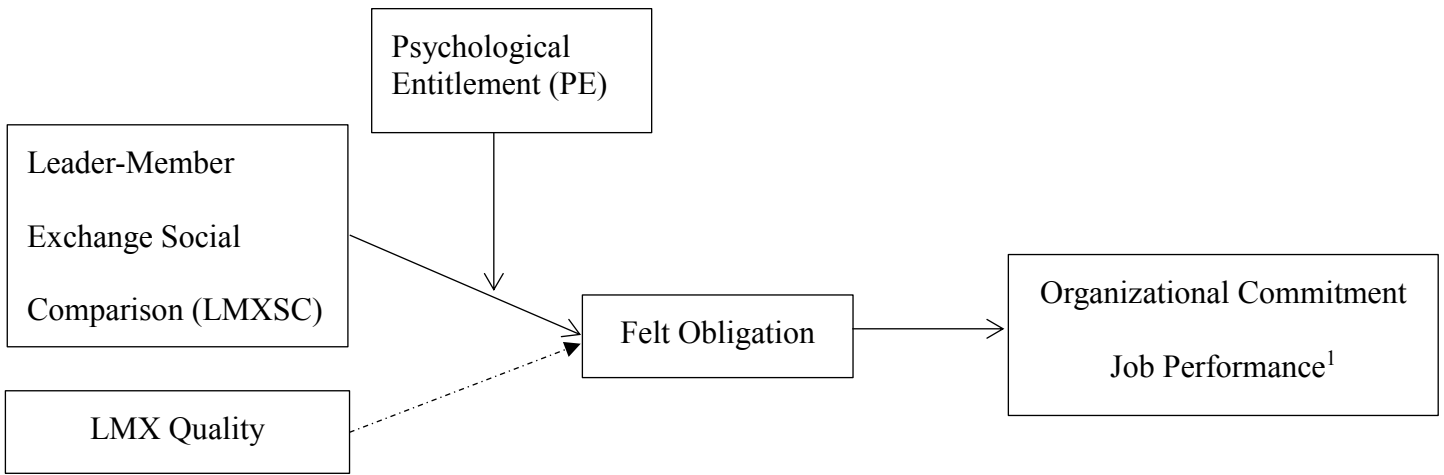 Psychological
Entitlement (PE)
Leader-Member
Exchange Social
Comparison (LMXSC)
LMX Quality
Felt Obligation
Organizational Commitment
Job Performance¹